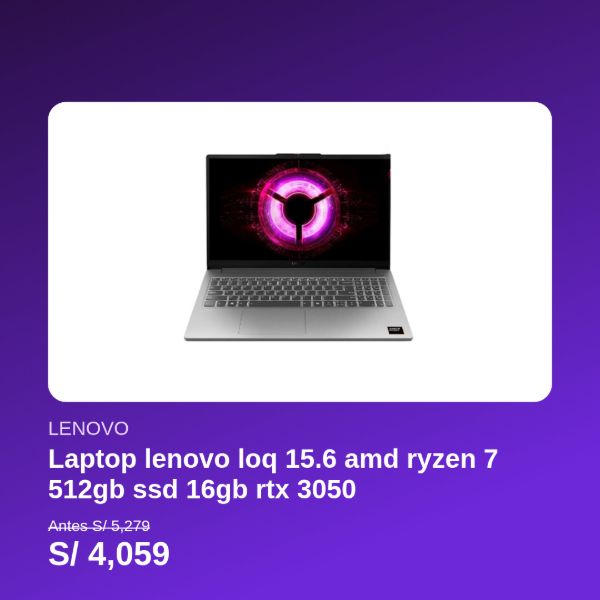 LENOVO
Laptop lenovo loq 15.6 amd ryzen 7
512gb ssd 16gb rtx 3050
Antes S/ 5,279
S/ 4,059